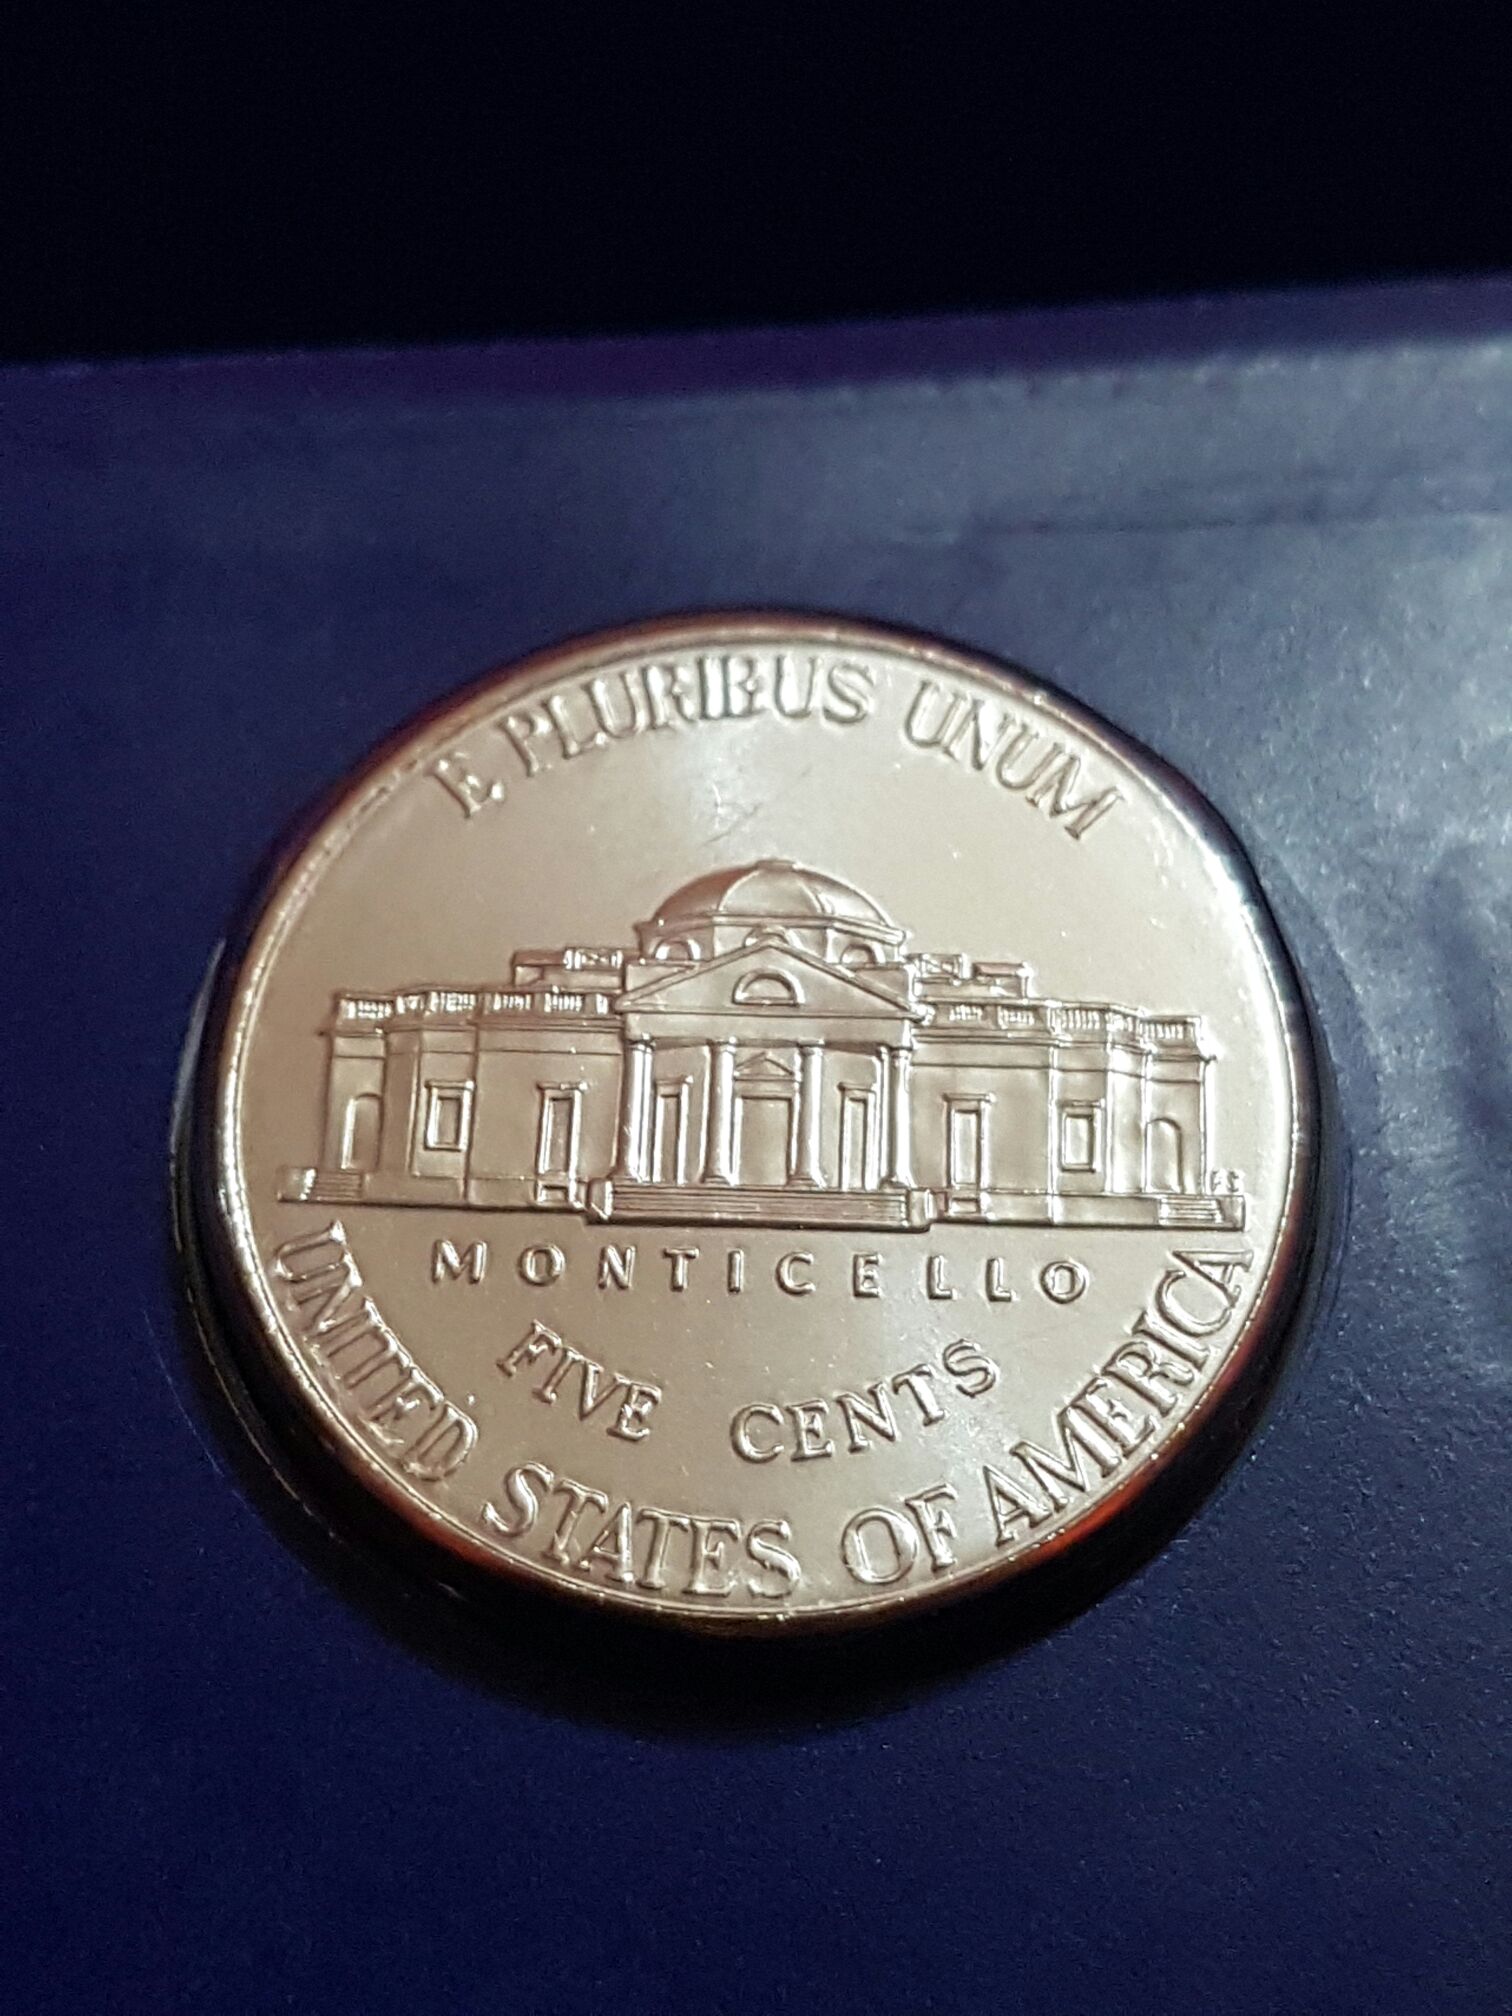 E PLURIBUS UNUM
MONTICELLO
FIVE CENTS
UNITED STATES OF AMERICA